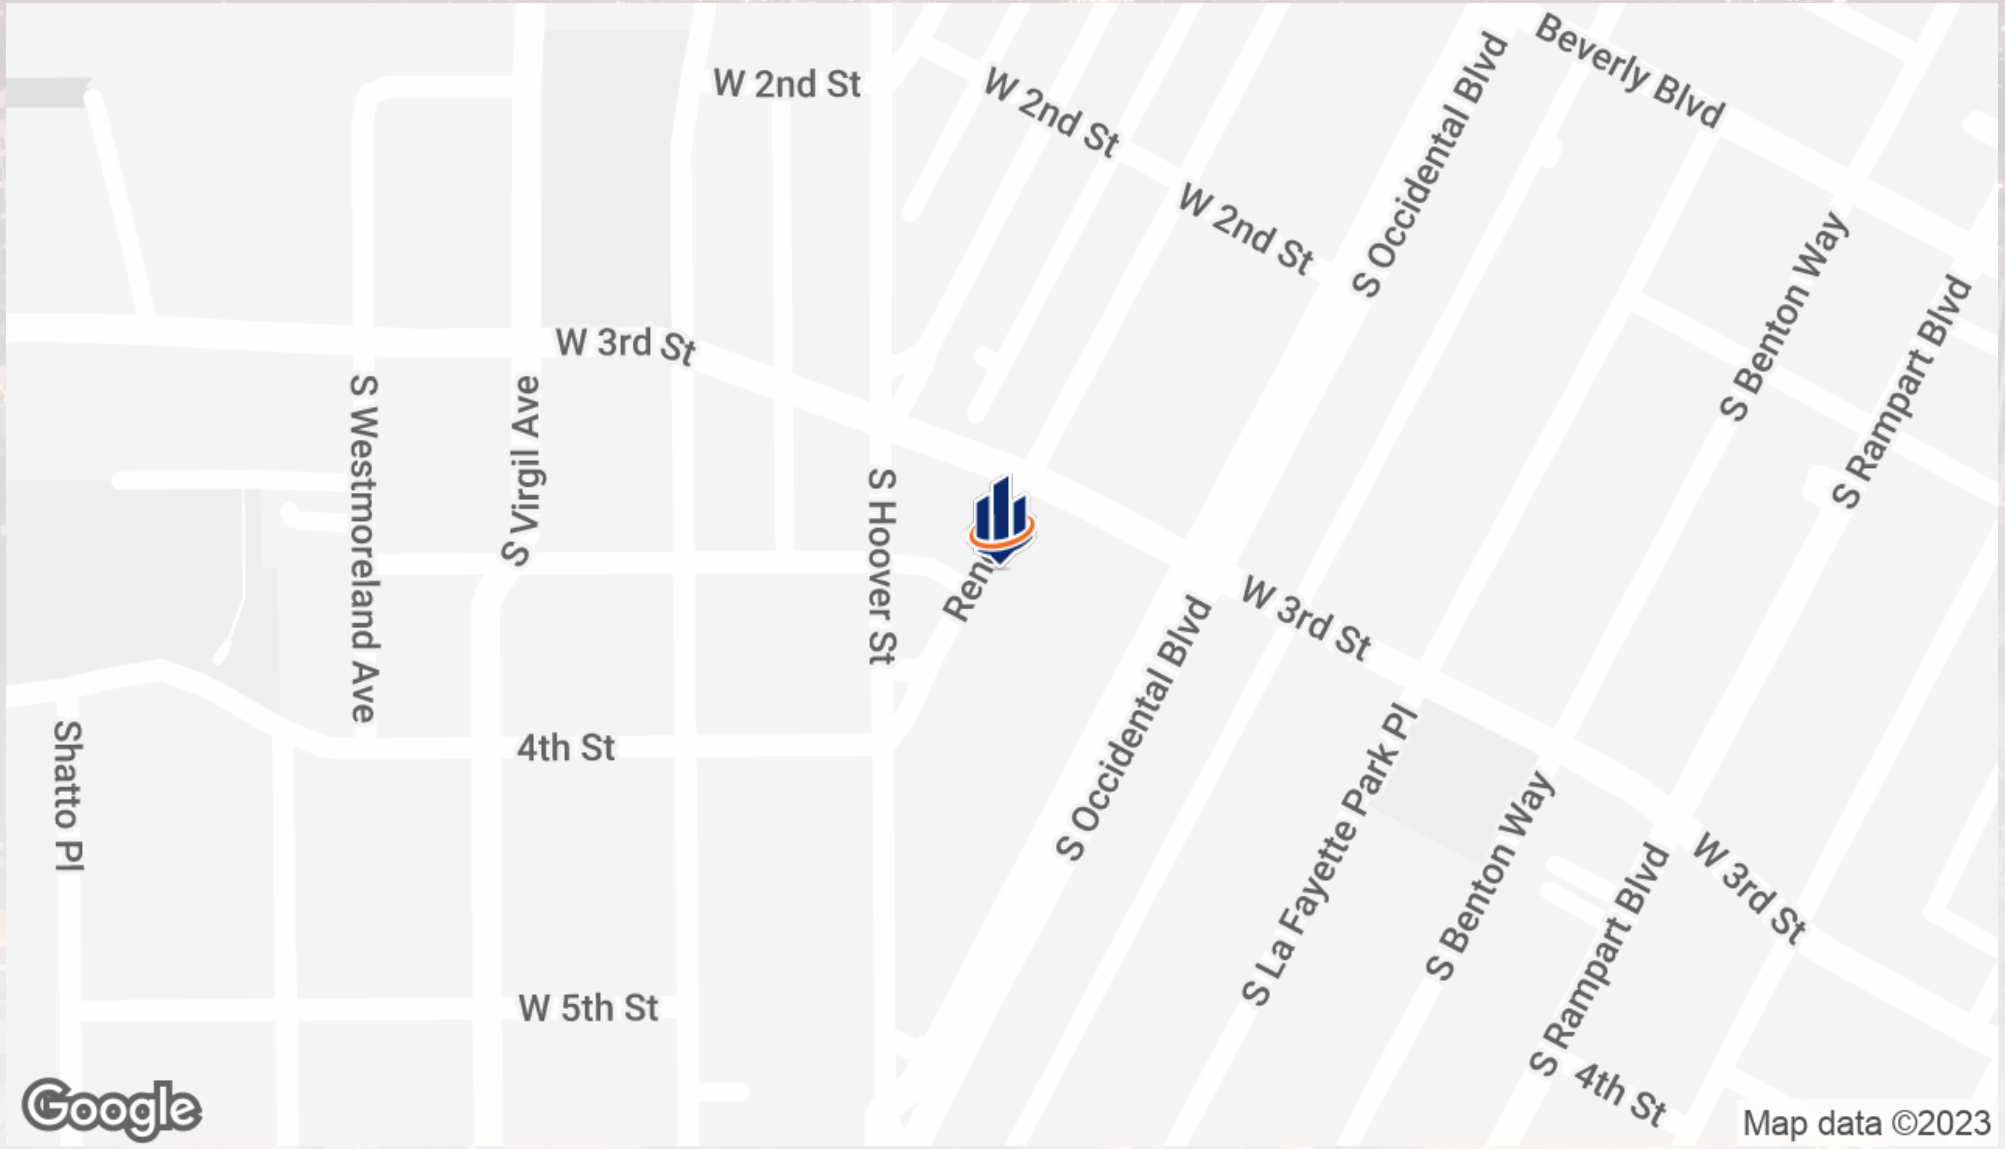 Beverly Blvd
W 2nd St
W 2nd St
S Occidental Blvd
W 2nd St
S Benton Way
S Rampart Blvd
W 3rd St
S Westmoreland Ave
S Virgil Ave
S Hoover St
Ren
W 3rd St
S Occidental Blvd
S La Fayette Park Pl
Shatto Pl
4th St
S Benton Way
S Rampart Blvd
W 3rd St
W 5th St
4th St
Google
Map data ©2023